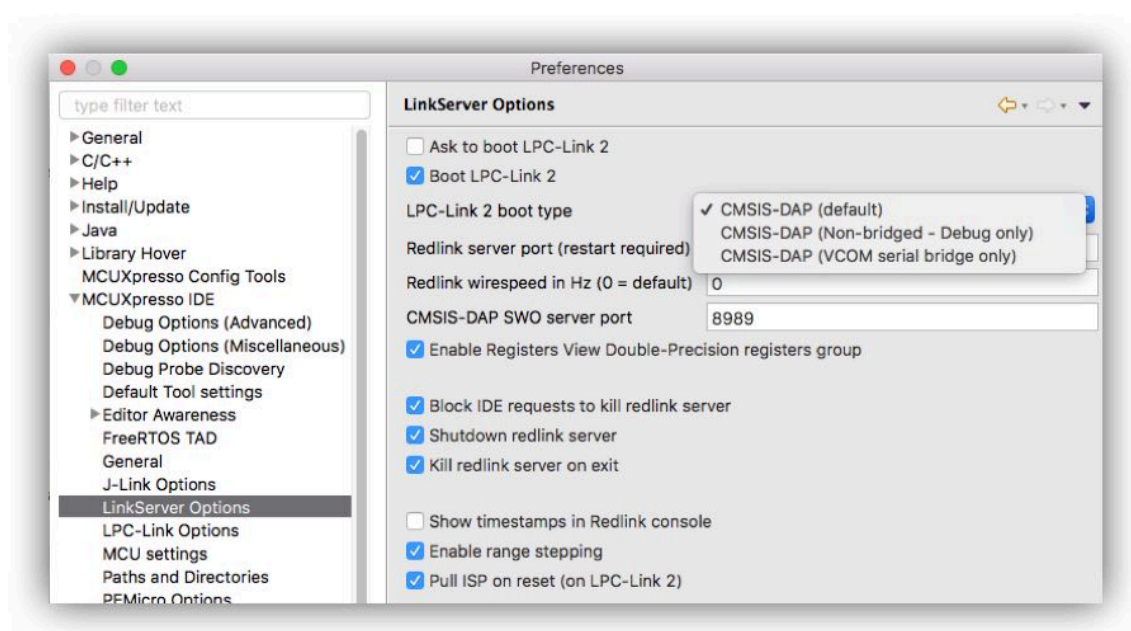 Preferences
type filter text
General
C/C++
Help
Install/Update
Java
Library Hover
MCUXpresso Config Tools
MCUXpresso IDE
Debug Options (Advanced)
Debug Options (Miscellaneous)
Debug Probe Discovery
Default Tool settings
Editor Awareness
FreeRTOS TAD
General
J-Link Options
LinkServer Options
LPC-Link Options
MCU settings
Paths and Directories
PEMicro Options
LinkServer Options
Ask to boot LPC-Link 2
Boot LPC-Link 2
LPC-Link 2 boot type
✓ CMSIS-DAP (default)
CMSIS-DAP (Non-bridged - Debug only)
CMSIS-DAP (VCOM serial bridge only)
Redlink server port (restart required)
Redlink wirespeed in Hz (0 = default) 0
CMSIS-DAP SWO server port 8989
Enable Registers View Double-Precision registers group
Block IDE requests to kill redlink server
Shutdown redlink server
Kill redlink server on exit
Show timestamps in Redlink console
Enable range stepping
Pull ISP on reset (on LPC-Link 2)